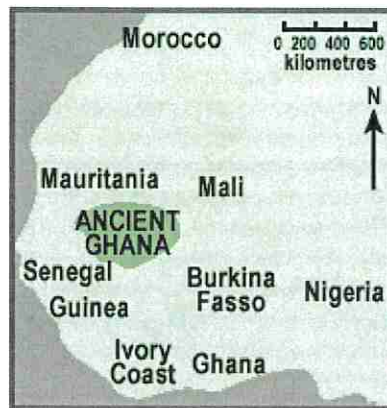 Morocco
0 200 400 600
kilometres
N
Mauritania
Mali
ANCIENT
GHANA
Senegal
Guinea
Burkina
Fasso
Nigeria
Ivory
Coast
Ghana